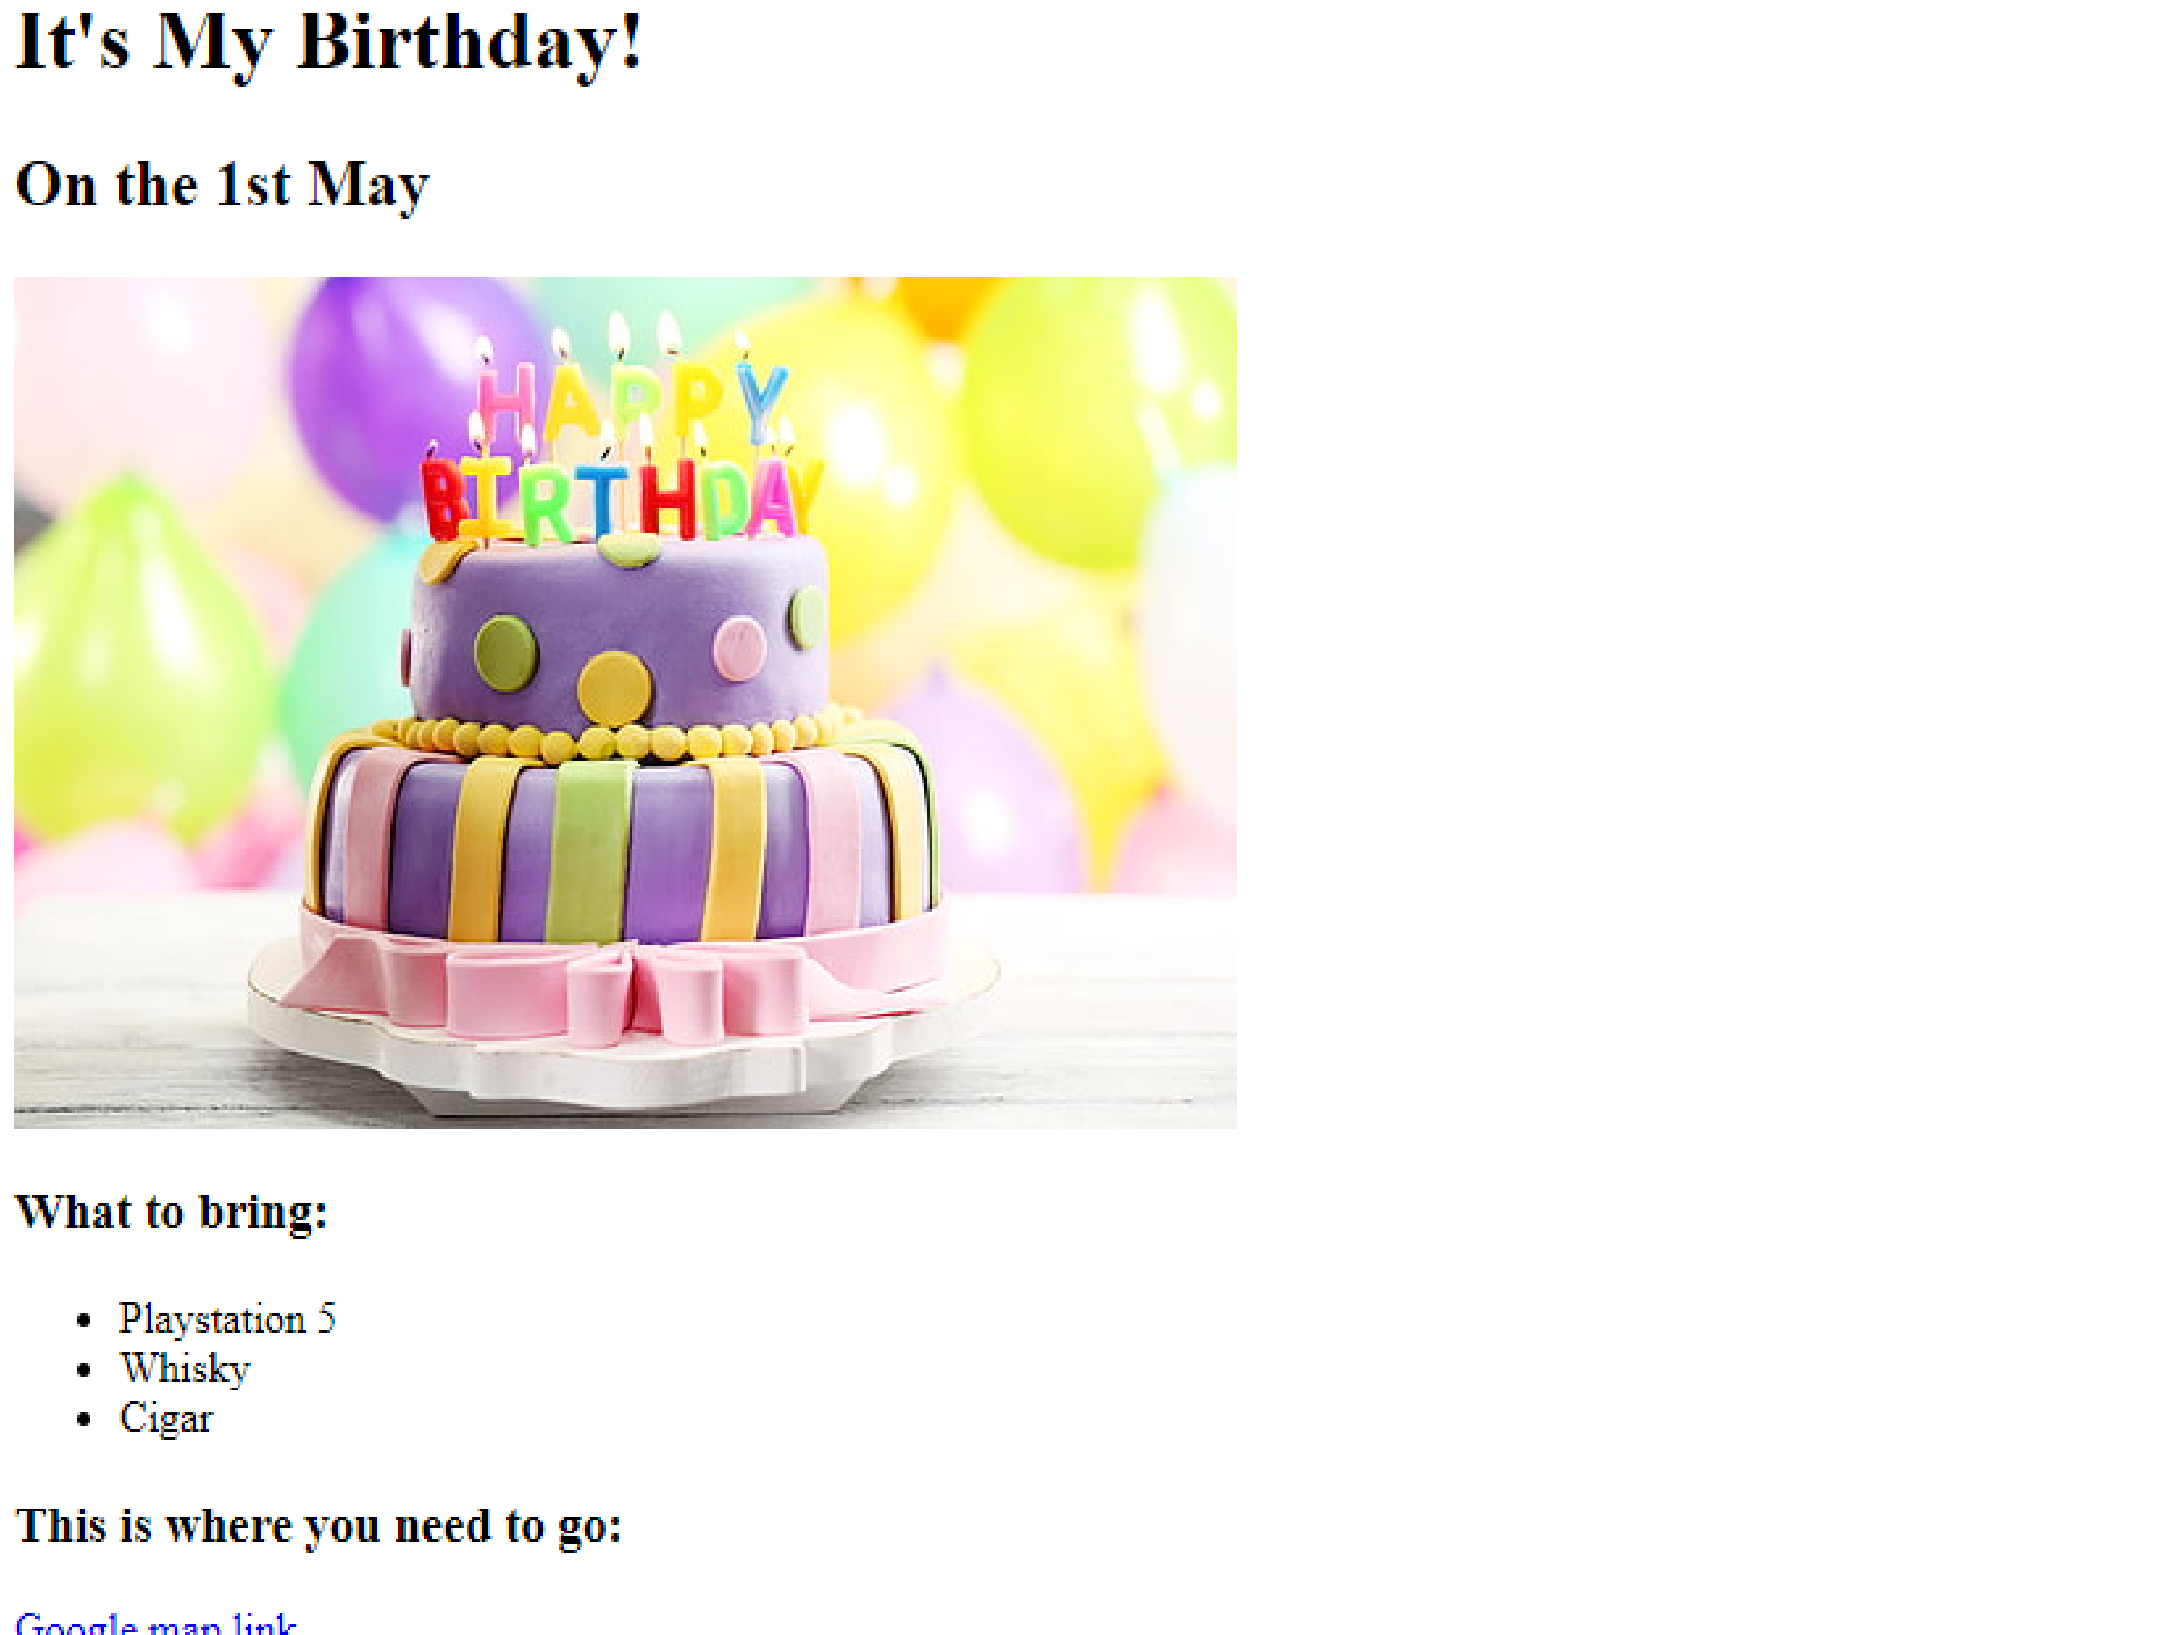 It's My Birthday!
On the 1st May
HAPPY
BIRTHDAY
What to bring:
Playstation 5
Whisky
Cigar
This is where you need to go:
Google map link